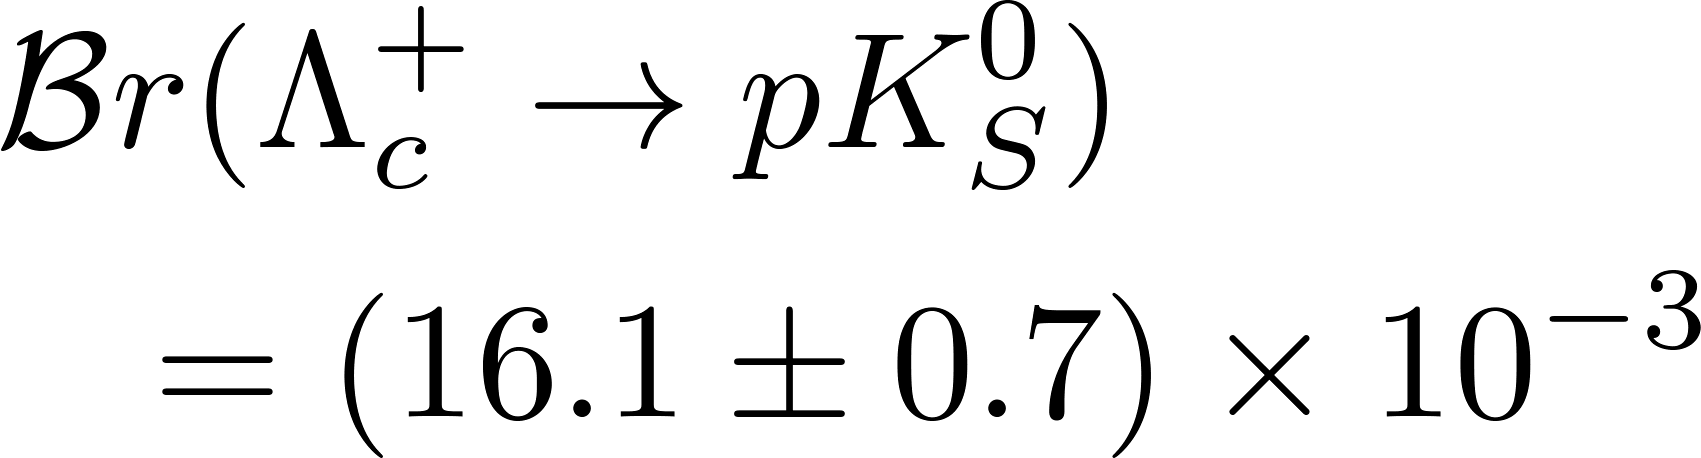 ℬr(Λ_c^+ → pK_S^0)
= (16.1 ± 0.7) × 10^{-3}